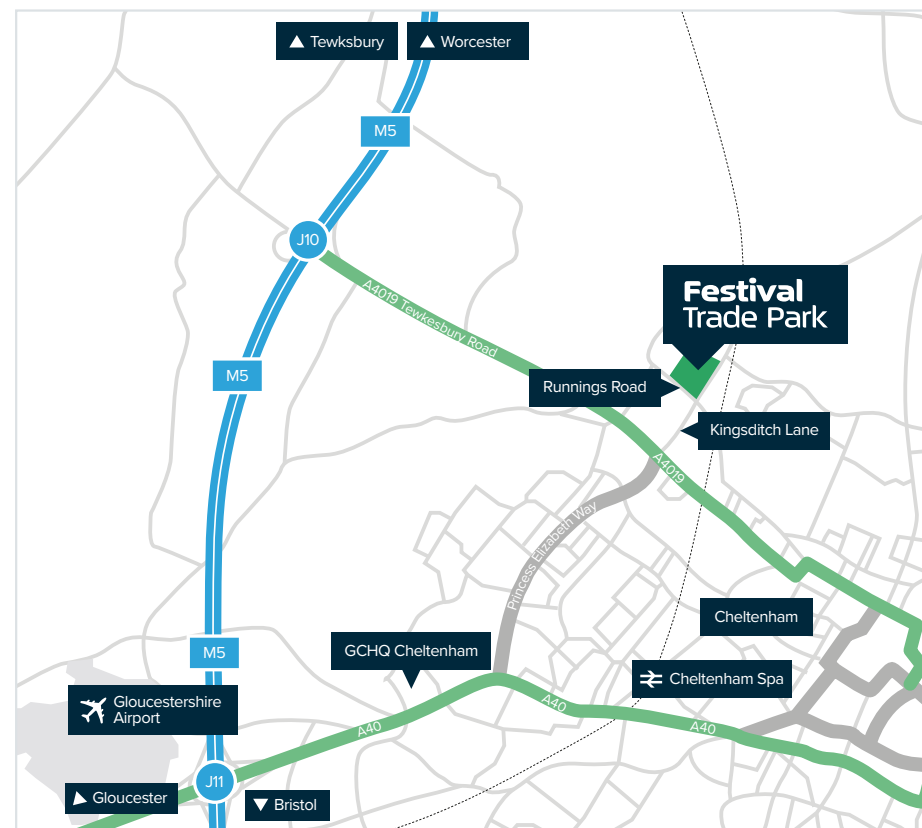 Tewksbury
Worcester
M5
J10
A4019 Tewkesbury Road
Festival
Trade Park
M5
Runnings Road
Kingsditch Lane
A4019
Princess Elizabeth Way
Cheltenham
GCHQ Cheltenham
M5
Cheltenham Spa
Gloucestershire
Airport
A40
A40
A40
J11
Gloucester
Bristol